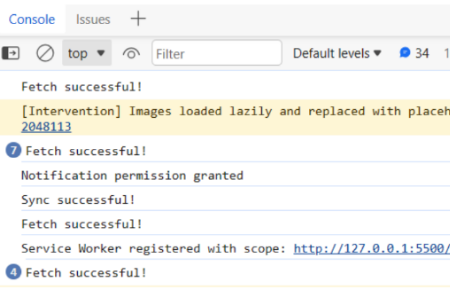 Console Issues
top Filter Default levels 34
Fetch successful!
[Intervention] Images loaded lazily and replaced with placeh
2048113
7 Fetch successful!
Notification permission granted
Sync successful!
Fetch successful!
Service Worker registered with scope: http://127.0.0.1:5500/
4 Fetch successful!